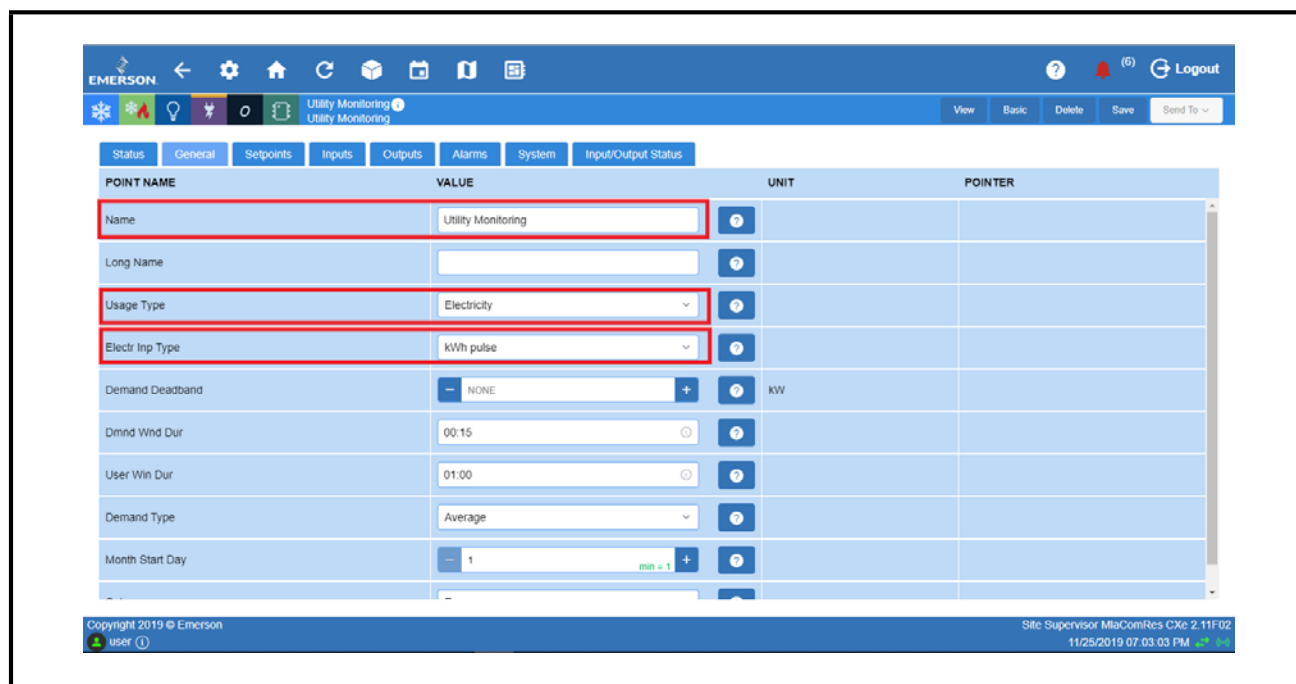 EMERSON. (6) Logout
Utility Monitoring
Utility Monitoring
View Basic Delete Save Send To
Status General Setpoints Inputs Outputs Alarms System Input/Output Status
POINT NAME VALUE UNIT POINTER
Name Utility Monitoring
Long Name
Usage Type Electricity
Electr Inp Type kWh pulse
Demand Deadband NONE kW
Dmnd Wnd Dur 00:15
User Win Dur 01:00
Demand Type Average
Month Start Day 1 min = 1
Copyright 2019 © Emerson Site Supervisor MlaComRes CXe 2.11F02
user 11/25/2019 07:03:03 PM